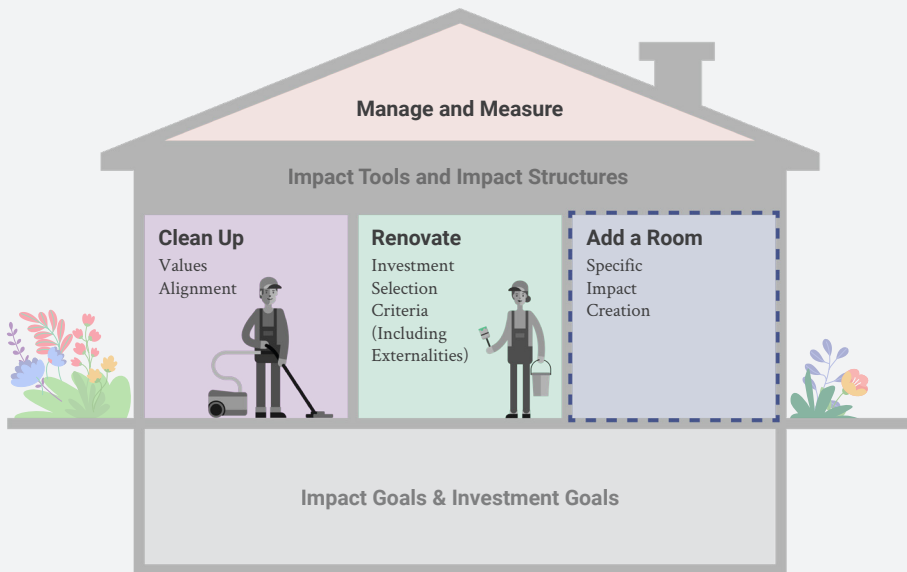 Manage and Measure
Impact Tools and Impact Structures
Clean Up
Values
Alignment
Renovate
Investment
Selection
Criteria
(Including
Externalities)
Add a Room
Specific
Impact
Creation
Impact Goals & Investment Goals